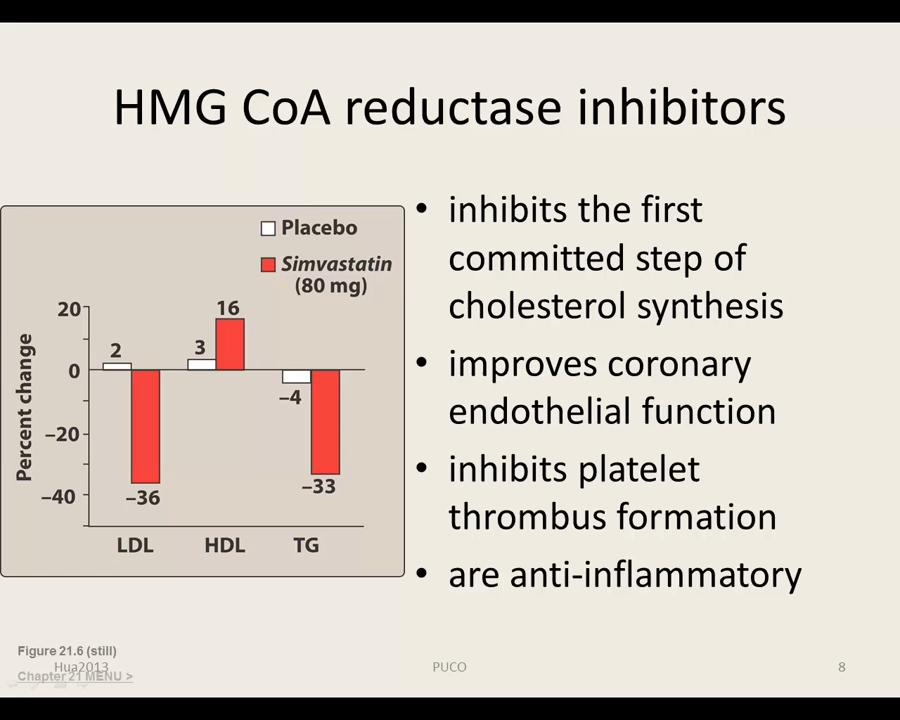 HMG CoA reductase inhibitors
Placebo
Simvastatin
(80 mg)
Percent change
20
0
–20
–40
2
–36
3
16
–4
–33
LDL HDL TG
• inhibits the first
committed step of
cholesterol synthesis
• improves coronary
endothelial function
• inhibits platelet
thrombus formation
• are anti-inflammatory
Figure 21.6 (still)
Hua2013
Chapter 21 MENU >
PUCO
8